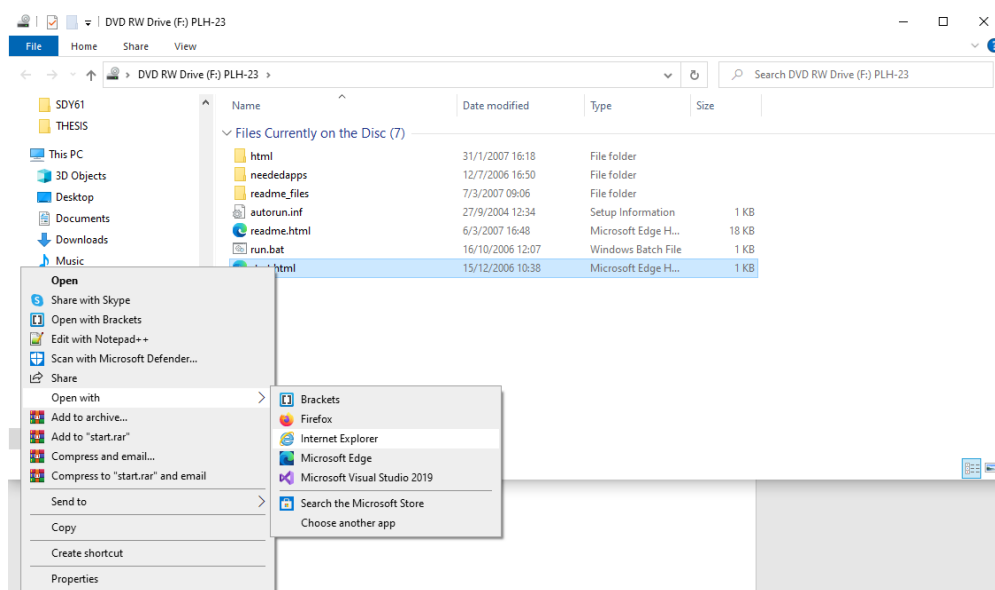 DVD RW Drive (F:) PLH-23
File Home Share View
DVD RW Drive (F:) PLH-23
Search DVD RW Drive (F:) PLH-23
SDY61
THESIS
This PC
3D Objects
Desktop
Documents
Downloads
Music
Name Date modified Type Size
Files Currently on the Disc (7)
html 31/1/2007 16:18 File folder
neededapps 12/7/2006 16:50 File folder
readme_files 7/3/2007 09:06 File folder
autorun.inf 27/9/2004 12:34 Setup Information 1 KB
readme.html 6/3/2007 16:48 Microsoft Edge H... 18 KB
run.bat 16/10/2006 12:07 Windows Batch File 1 KB
html 15/12/2006 10:38 Microsoft Edge H... 1 KB
Open
Share with Skype
Open with Brackets
Edit with Notepad++
Scan with Microsoft Defender...
Share
Open with
Add to archive...
Add to "start.rar"
Compress and email...
Compress to "start.rar" and email
Send to
Copy
Create shortcut
Properties
Brackets
Firefox
Internet Explorer
Microsoft Edge
Microsoft Visual Studio 2019
Search the Microsoft Store
Choose another app